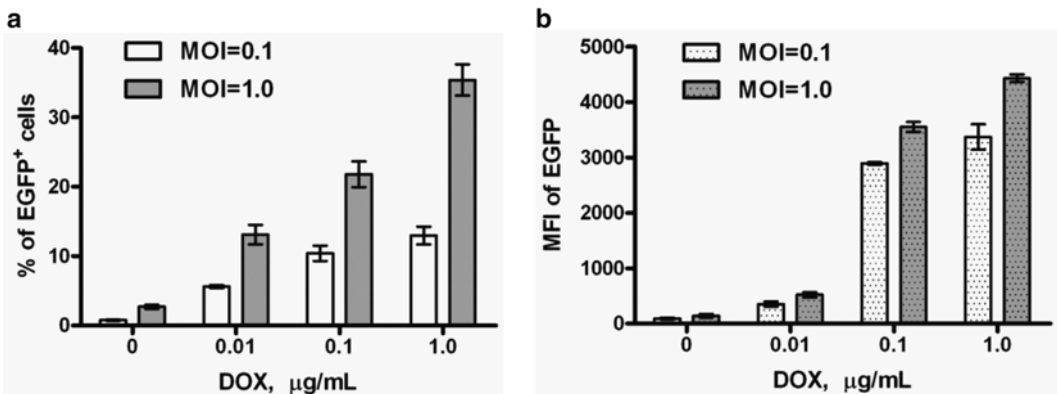 a
MOI=0.1
MOI=1.0
% of EGFP⁺ cells
40
30
20
10
0
0 0.01 0.1 1.0
DOX, μg/mL
b
MOI=0.1
MOI=1.0
MFI of EGFP
5000
4000
3000
2000
1000
0
0 0.01 0.1 1.0
DOX, μg/mL